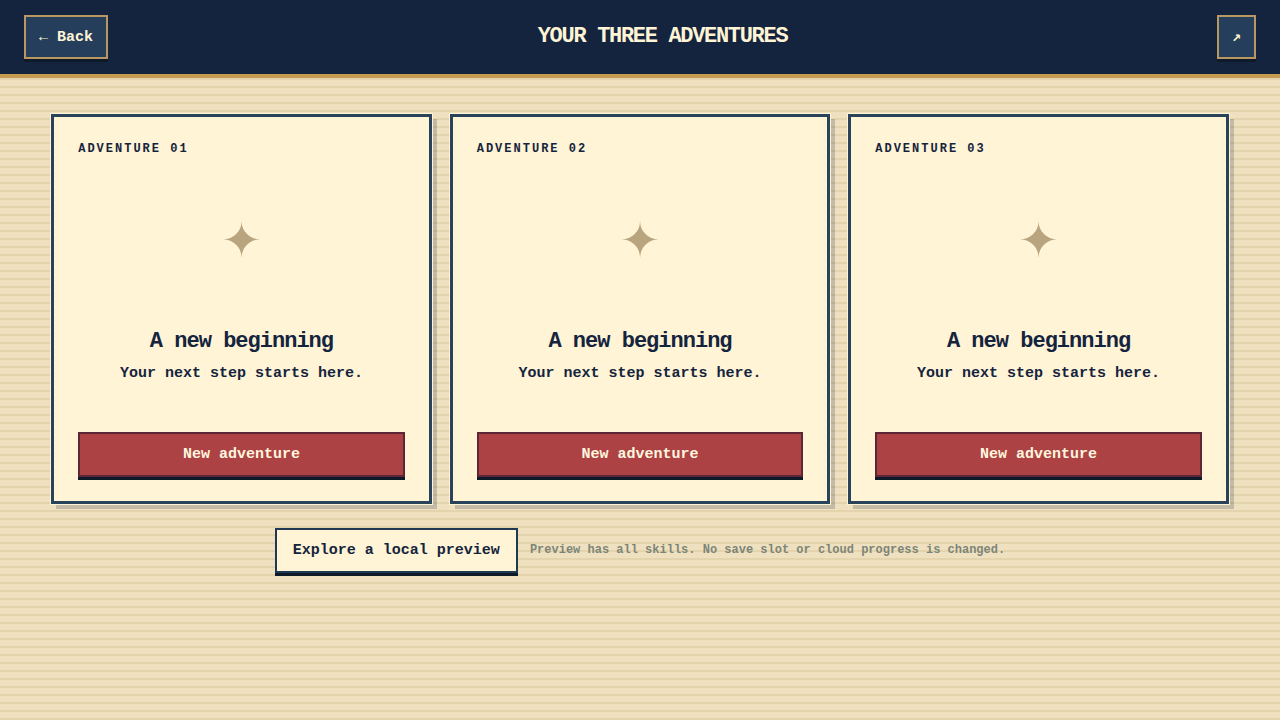 ← Back
YOUR THREE ADVENTURES
↗
ADVENTURE 01
A new beginning
Your next step starts here.
New adventure
ADVENTURE 02
A new beginning
Your next step starts here.
New adventure
ADVENTURE 03
A new beginning
Your next step starts here.
New adventure
Explore a local preview
Preview has all skills. No save slot or cloud progress is changed.